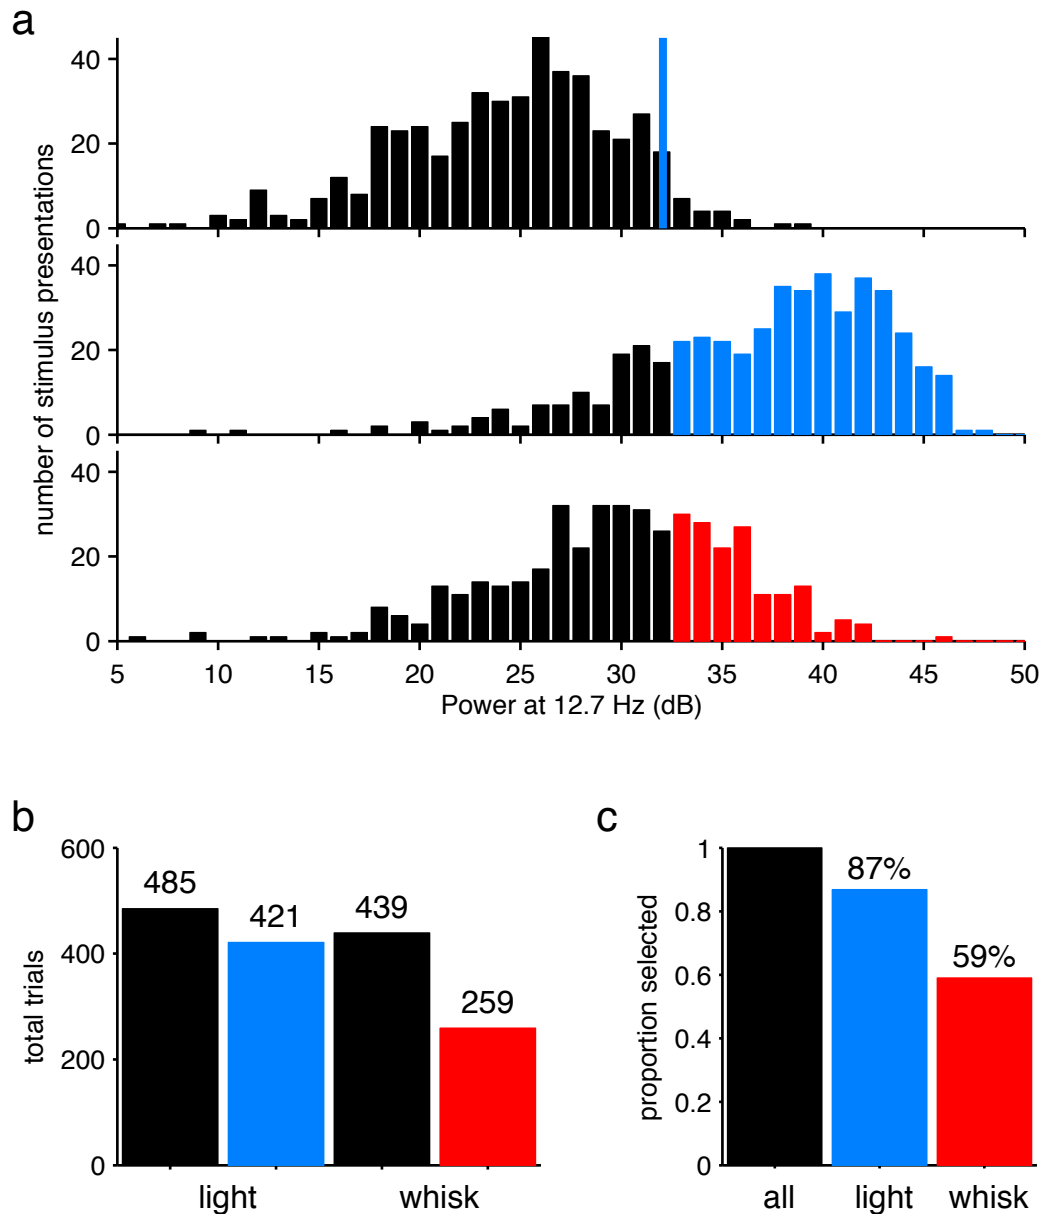 a
number of stimulus presentations
40
20
0
40
20
0
40
20
0
5 10 15 20 25 30 35 40 45 50
Power at 12.7 Hz (dB)
b
total trials
600
400
200
0
485
421
439
259
light whisk
c
proportion selected
1
0.8
0.6
0.4
0.2
0
87%
59%
all light whisk